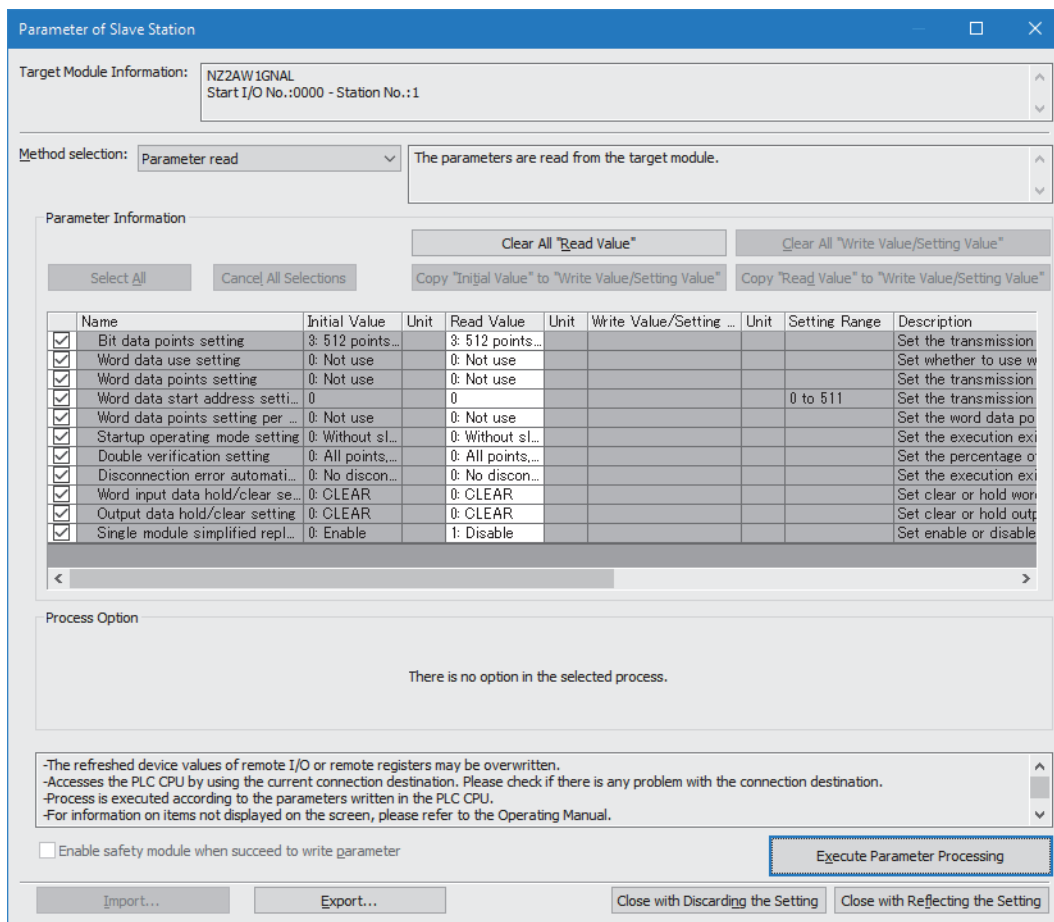 Parameter of Slave Station
Target Module Information:
NZ2AW1GNAL
Start I/O No.:0000 - Station No.:1
Method selection: Parameter read
The parameters are read from the target module.
Parameter Information
Clear All "Read Value" Clear All "Write Value/Setting Value"
Select All Cancel All Selections Copy "Initial Value" to "Write Value/Setting Value" Copy "Read Value" to "Write Value/Setting Value"
Name Initial Value Unit Read Value Unit Write Value/Setting ... Unit Setting Range Description
Bit data points setting 3: 512 points... 3: 512 points... Set the transmission
Word data use setting 0: Not use 0: Not use Set whether to use w
Word data points setting 0: Not use 0: Not use Set the transmission
Word data start address setti... 0 0 0 to 511 Set the transmission
Word data points setting per ... 0: Not use 0: Not use Set the word data po
Startup operating mode setting 0: Without sl... 0: Without sl... Set the execution exi
Double verification setting 0: All points,... 0: All points,... Set the percentage o
Disconnection error automati... 0: No discon... 0: No discon... Set the execution exi
Word input data hold/clear se... 0: CLEAR 0: CLEAR Set clear or hold wor
Output data hold/clear setting 0: CLEAR 0: CLEAR Set clear or hold outp
Single module simplified repl... 0: Enable 1: Disable Set enable or disable
Process Option
There is no option in the selected process.
-The refreshed device values of remote I/O or remote registers may be overwritten.
-Accesses the PLC CPU by using the current connection destination. Please check if there is any problem with the connection destination.
-Process is executed according to the parameters written in the PLC CPU.
-For information on items not displayed on the screen, please refer to the Operating Manual.
Enable safety module when succeed to write parameter
Execute Parameter Processing
Import... Export... Close with Discarding the Setting Close with Reflecting the Setting